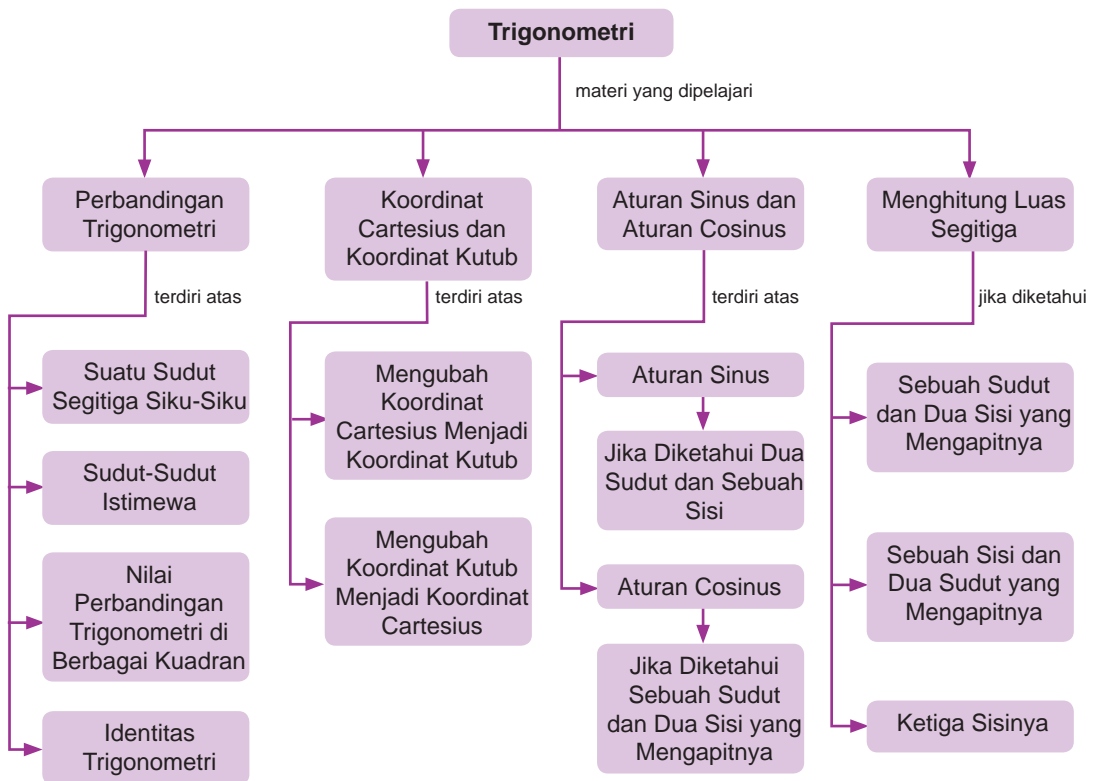 Trigonometri
materi yang dipelajari
Perbandingan
Trigonometri
terdiri atas
Suatu Sudut
Segitiga Siku-Siku
Sudut-Sudut
Istimewa
Nilai
Perbandingan
Trigonometri di
Berbagai Kuadran
Identitas
Trigonometri
Koordinat
Cartesius dan
Koordinat Kutub
terdiri atas
Mengubah
Koordinat
Cartesius Menjadi
Koordinat Kutub
Mengubah
Koordinat Kutub
Menjadi Koordinat
Cartesius
Aturan Sinus dan
Aturan Cosinus
terdiri atas
Aturan Sinus
Jika Diketahui Dua
Sudut dan Sebuah
Sisi
Aturan Cosinus
Jika Diketahui
Sebuah Sudut
dan Dua Sisi yang
Mengapitnya
Menghitung Luas
Segitiga
jika diketahui
Sebuah Sudut
dan Dua Sisi yang
Mengapitnya
Sebuah Sisi dan
Dua Sudut yang
Mengapitnya
Ketiga Sisinya